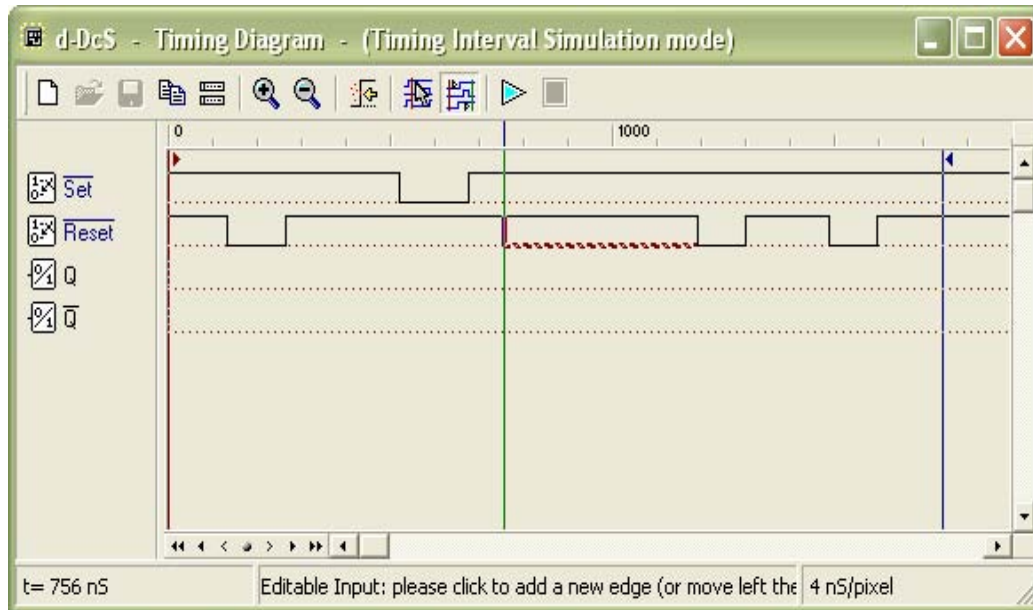 d-DcS - Timing Diagram - (Timing Interval Simulation mode)
0 1000
Set
Reset
Q
Q
t= 756 nS Editable Input: please click to add a new edge (or move left the 4 nS/pixel